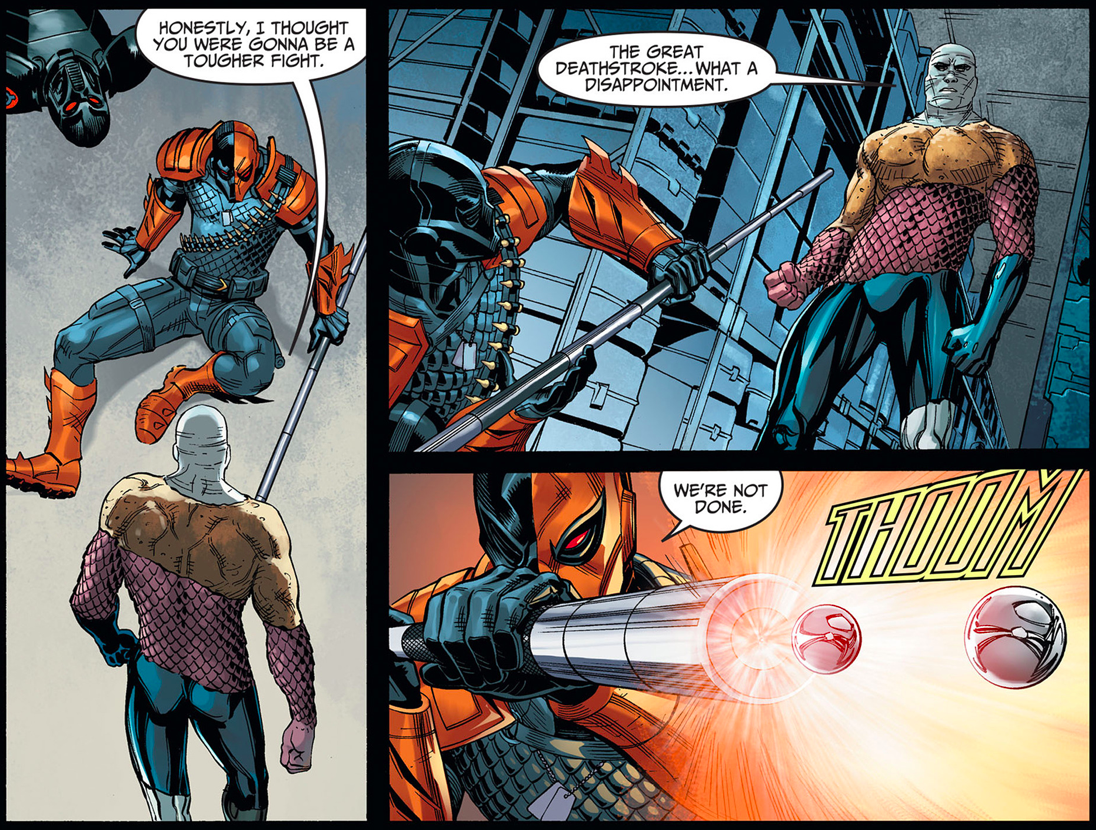 HONESTLY, I THOUGHT
YOU WERE GONNA BE A
TOUGHER FIGHT.
THE GREAT
DEATHSTROKE...WHAT A
DISAPPOINTMENT.
WE'RE NOT
DONE.
THOOM